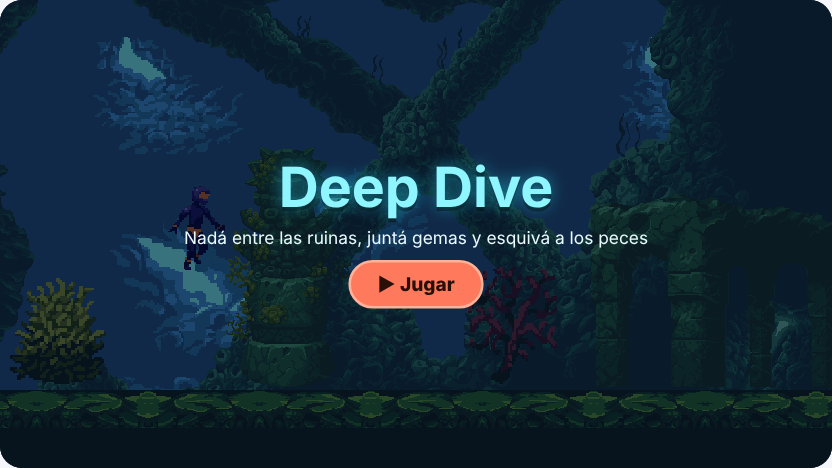 Deep Dive
Nadá entre las ruinas, juntá gemas y esquivá a los peces
▶ Jugar